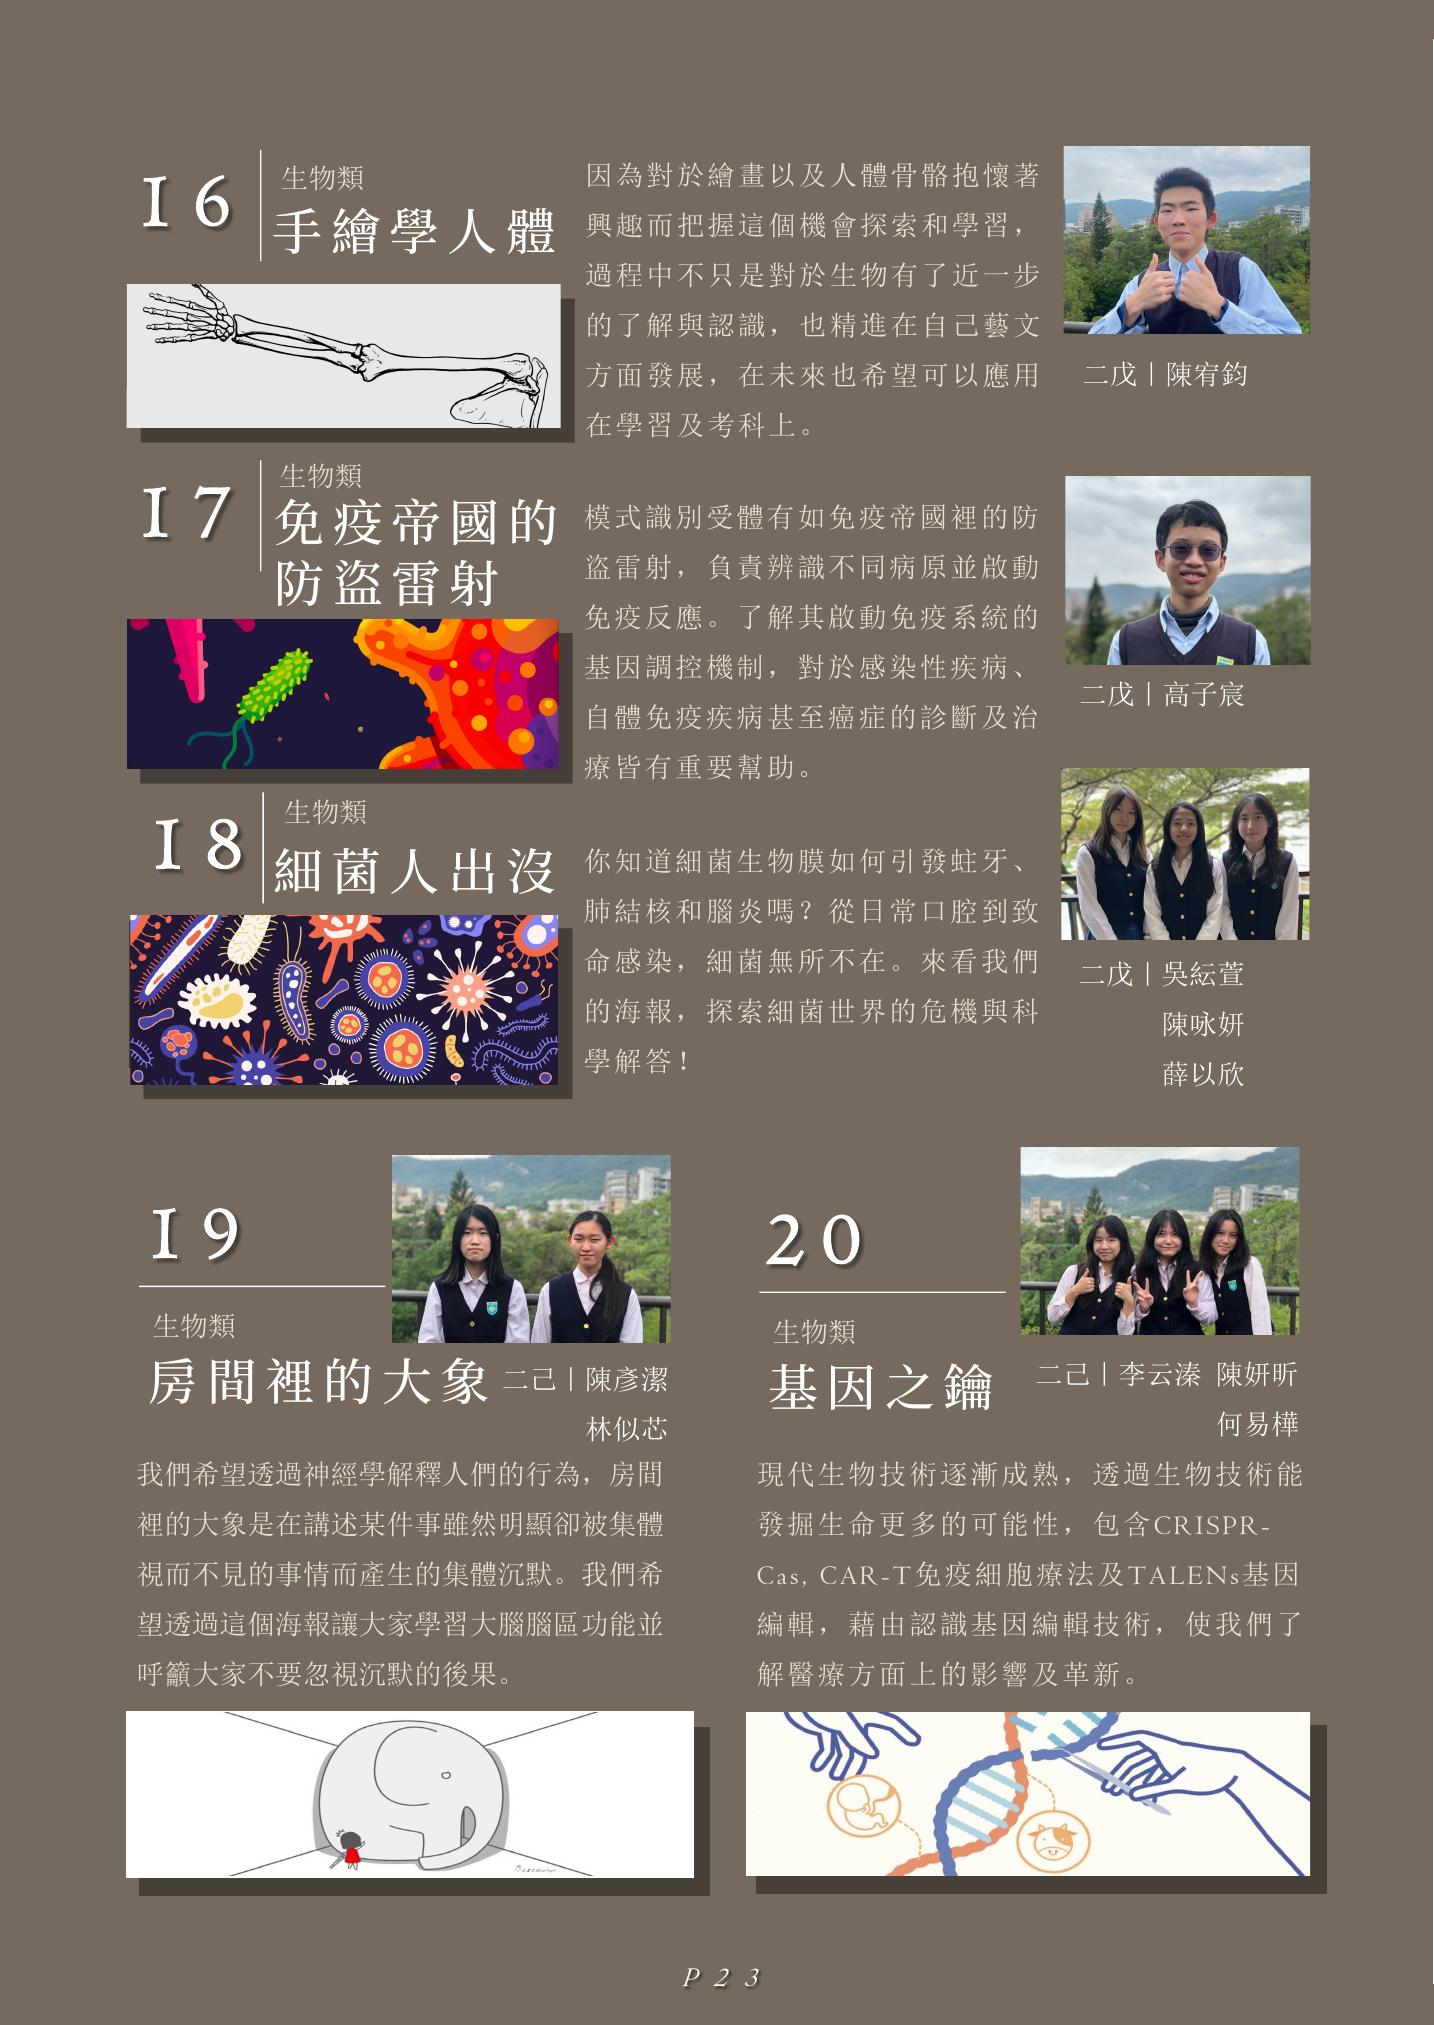 16
生物類
手繪學人體
因為對於繪畫以及人體骨骼抱懷著
興趣而把握這個機會探索和學習，
過程中不只是對於生物有了近一步
的了解與認識，也精進在自己藝文
方面發展，在未來也希望可以應用
在學習及考科上。
二戊｜陳宥鈞
17
生物類
免疫帝國的
防盜雷射
模式識別受體有如免疫帝國裡的防
盜雷射，負責辨識不同病原並啟動
免疫反應。了解其啟動免疫系統的
基因調控機制，對於感染性疾病、
自體免疫疾病甚至癌症的診斷及治
療皆有重要幫助。
二戊｜高子宸
18
生物類
細菌人出沒
你知道細菌生物膜如何引發蛀牙、
肺結核和腦炎嗎？從日常口腔到致
命感染，細菌無所不在。來看我們
的海報，探索細菌世界的危機與科
學解答！
二戊｜吳紜萱
陳咏妍
薛以欣
19
生物類
房間裡的大象
二己｜陳彥潔
林似芯
我們希望透過神經學解釋人們的行為，房間
裡的大象是在講述某件事雖然明顯卻被集體
視而不見的事情而產生的集體沉默。我們希
望透過這個海報讓大家學習大腦腦區功能並
呼籲大家不要忽視沉默的後果。
20
生物類
基因之鑰
二己｜李云溱 陳妍昕
何易樺
現代生物技術逐漸成熟，透過生物技術能
發掘生命更多的可能性，包含CRISPR-
Cas, CAR-T免疫細胞療法及TALENs基因
編輯，藉由認識基因編輯技術，使我們了
解醫療方面上的影響及革新。
P23